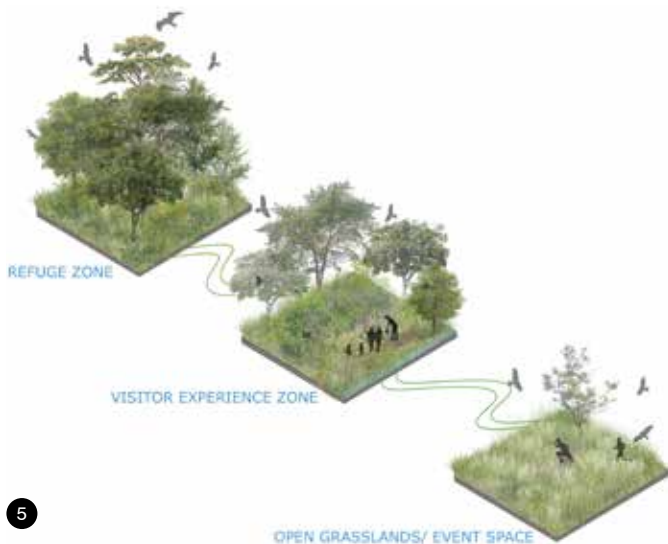 REFUGE ZONE
VISITOR EXPERIENCE ZONE
5
OPEN GRASSLANDS/ EVENT SPACE